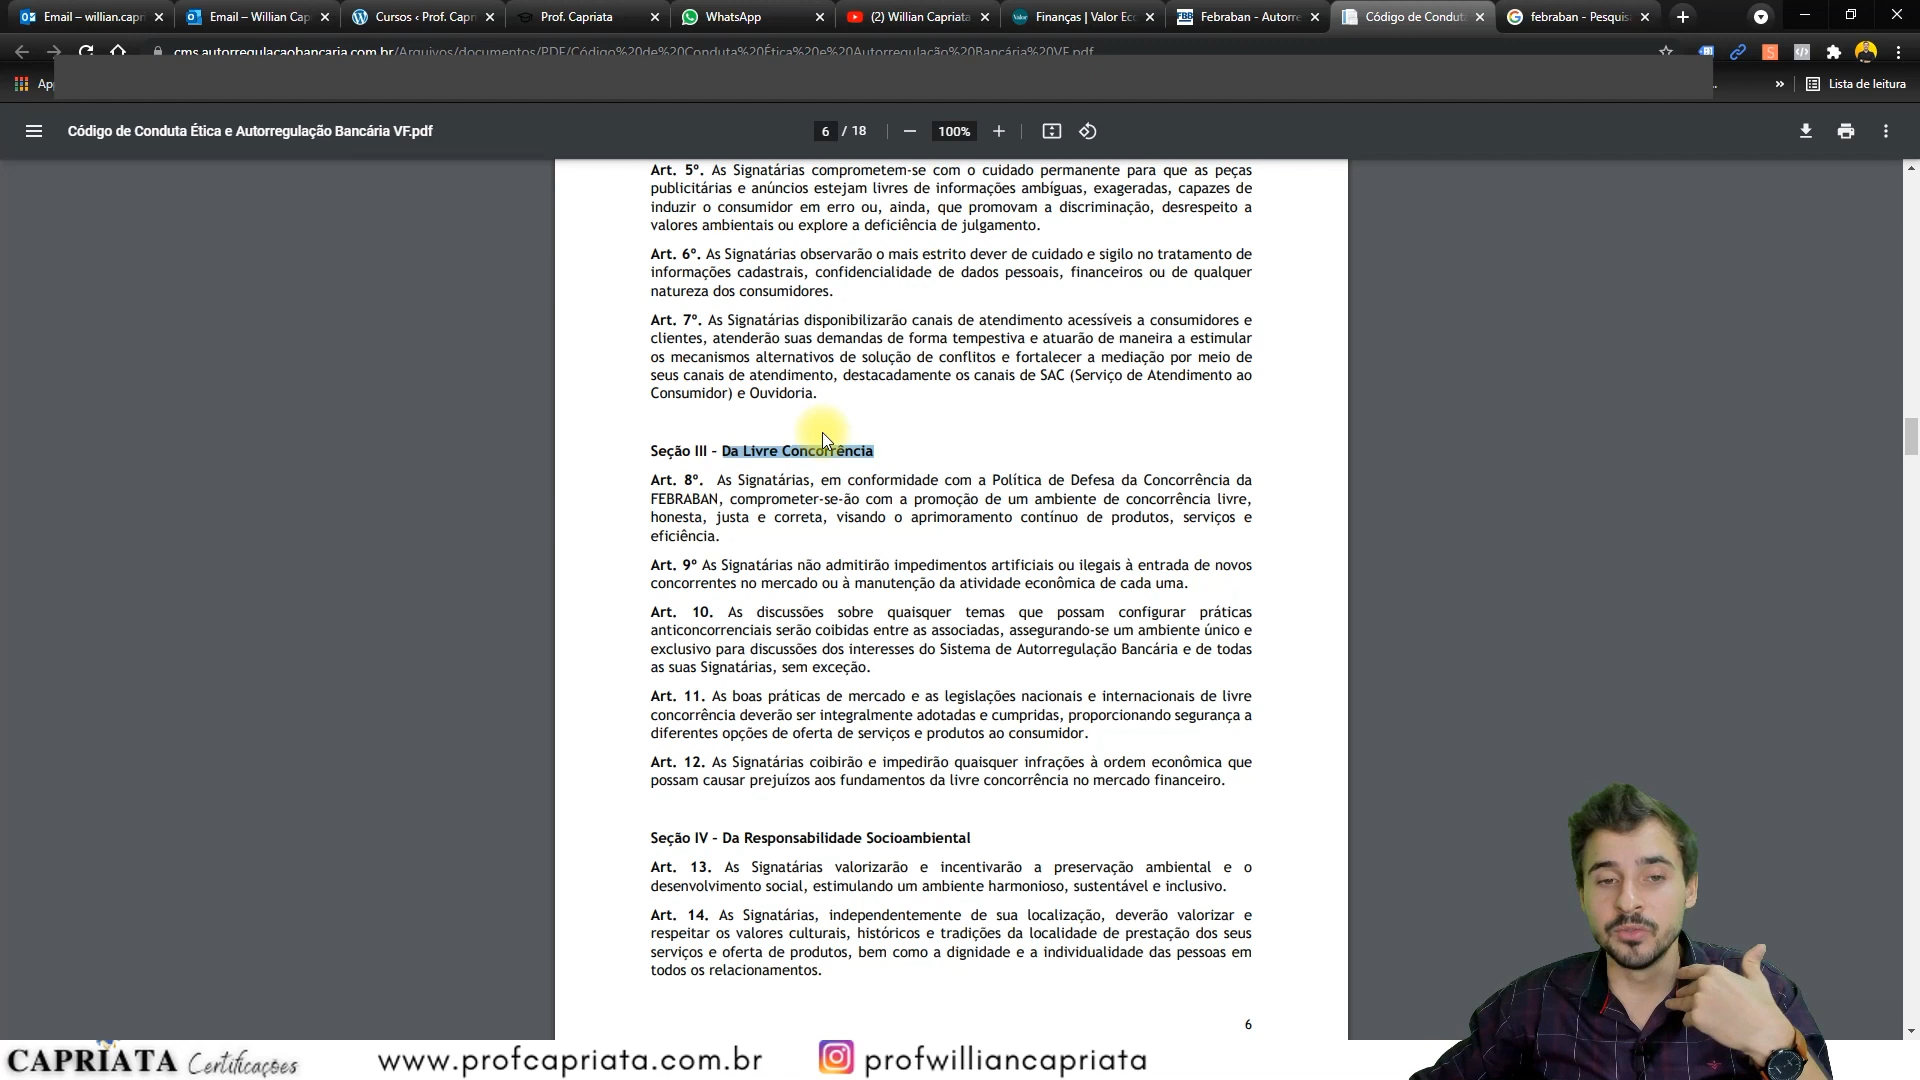 Email – willian.capr
Email – Willian Cap
Cursos ‹ Prof. Capri
Prof. Capriata
WhatsApp
(2) Willian Capriata
Finanças | Valor Ec
Febraban - Autorre
Código de Conduta
febraban - Pesquis
cms.autorregulacaobancaria.com.br/Arquivos/documentos/PDF/Código%20de%20Conduta%20Ética%20e%20Autorregulação%20Bancária%20VF.pdf
Ap
»
Lista de leitura
Código de Conduta Ética e Autorregulação Bancária VF.pdf
6 / 18
100%
Art. 5º. As Signatárias comprometem-se com o cuidado permanente para que as peças
publicitárias e anúncios estejam livres de informações ambíguas, exageradas, capazes de
induzir o consumidor em erro ou, ainda, que promovam a discriminação, desrespeito a
valores ambientais ou explore a deficiência de julgamento.
Art. 6º. As Signatárias observarão o mais estrito dever de cuidado e sigilo no tratamento de
informações cadastrais, confidencialidade de dados pessoais, financeiros ou de qualquer
natureza dos consumidores.
Art. 7º. As Signatárias disponibilizarão canais de atendimento acessíveis a consumidores e
clientes, atenderão suas demandas de forma tempestiva e atuarão de maneira a estimular
os mecanismos alternativos de solução de conflitos e fortalecer a mediação por meio de
seus canais de atendimento, destacadamente os canais de SAC (Serviço de Atendimento ao
Consumidor) e Ouvidoria.
Seção III - Da Livre Concorrência
Art. 8º. As Signatárias, em conformidade com a Política de Defesa da Concorrência da
FEBRABAN, comprometer-se-ão com a promoção de um ambiente de concorrência livre,
honesta, justa e correta, visando o aprimoramento contínuo de produtos, serviços e
eficiência.
Art. 9º As Signatárias não admitirão impedimentos artificiais ou ilegais à entrada de novos
concorrentes no mercado ou à manutenção da atividade econômica de cada uma.
Art. 10. As discussões sobre quaisquer temas que possam configurar práticas
anticoncorrenciais serão coibidas entre as associadas, assegurando-se um ambiente único e
exclusivo para discussões dos interesses do Sistema de Autorregulação Bancária e de todas
as suas Signatárias, sem exceção.
Art. 11. As boas práticas de mercado e as legislações nacionais e internacionais de livre
concorrência deverão ser integralmente adotadas e cumpridas, proporcionando segurança a
diferentes opções de oferta de serviços e produtos ao consumidor.
Art. 12. As Signatárias coibirão e impedirão quaisquer infrações à ordem econômica que
possam causar prejuízos aos fundamentos da livre concorrência no mercado financeiro.
Seção IV - Da Responsabilidade Socioambiental
Art. 13. As Signatárias valorizarão e incentivarão a preservação ambiental e o
desenvolvimento social, estimulando um ambiente harmonioso, sustentável e inclusivo.
Art. 14. As Signatárias, independentemente de sua localização, deverão valorizar e
respeitar os valores culturais, históricos e tradições da localidade de prestação dos seus
serviços e oferta de produtos, bem como a dignidade e a individualidade das pessoas em
todos os relacionamentos.
6
CAPRIATA Certificações
www.profcapriata.com.br
profwilliancapriata